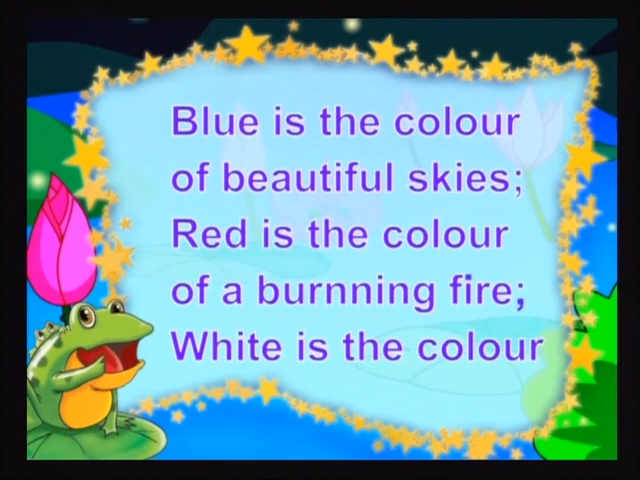 Blue is the colour
of beautiful skies;
Red is the colour
of a burnning fire;
White is the colour